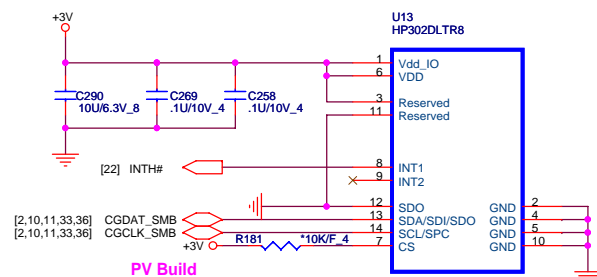 +3V
U13
HP302DLTR8
C290
10U/6.3V_8
C269
.1U/10V_4
C258
.1U/10V_4
1 Vdd_IO
6 VDD
3 Reserved
11 Reserved
[22] INTH#
8 INT1
9 INT2
12 SDO
[2,10,11,33,36] CGDAT_SMB
13 SDA/SDI/SDO
[2,10,11,33,36] CGCLK_SMB
14 SCL/SPC
+3V
R181
*10K/F_4
7 CS
GND 2
GND 4
GND 5
GND 10
PV Build